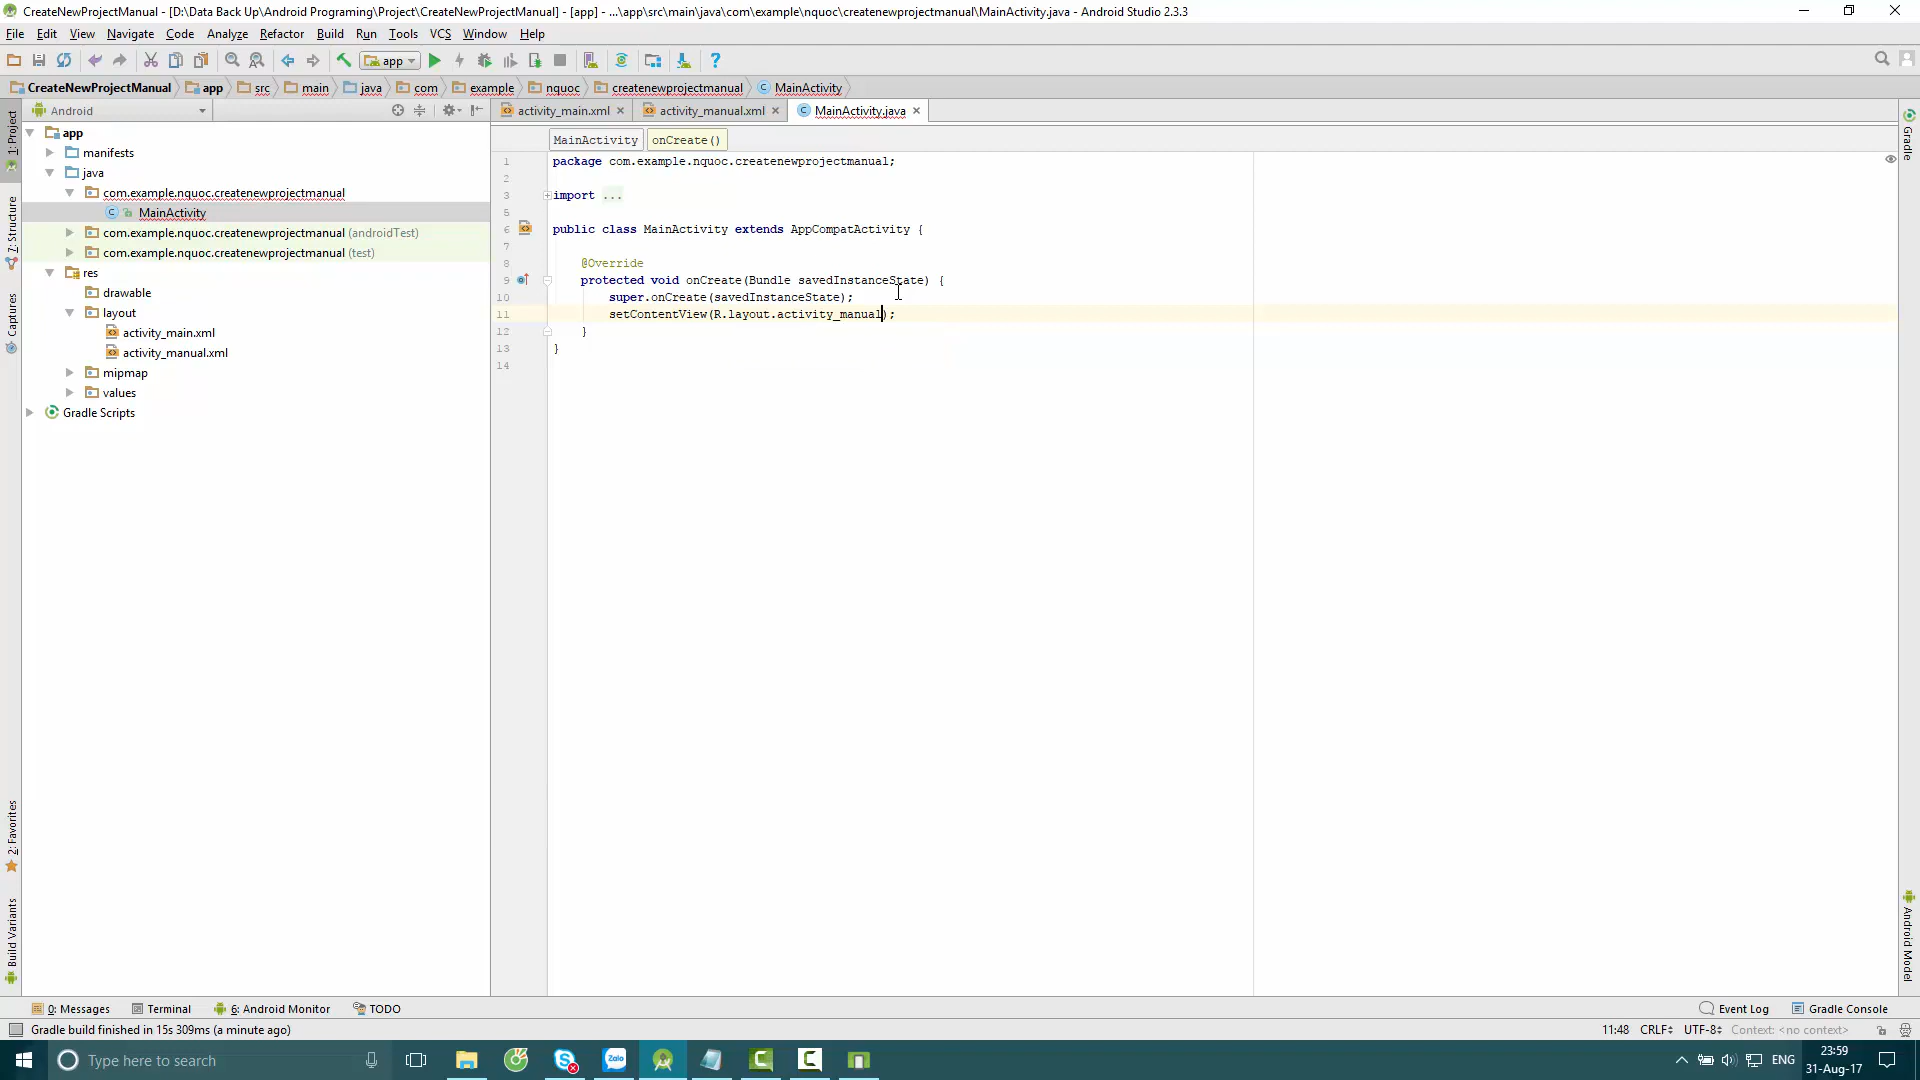 CreateNewProjectManual - [D:\Data Back Up\Android Programing\Project\CreateNewProjectManual] - [app] - ...\app\src\main\java\com\example\nquoc\createnewprojectmanual\MainActivity.java - Android Studio 2.3.3
File Edit View Navigate Code Analyze Refactor Build Run Tools VCS Window Help
app
CreateNewProjectManual app src main java com example nquoc createnewprojectmanual MainActivity
Android
activity_main.xml activity_manual.xml MainActivity.java
1: Project
7: Structure
Captures
2: Favorites
Build Variants
app
manifests
java
com.example.nquoc.createnewprojectmanual
MainActivity
com.example.nquoc.createnewprojectmanual (androidTest)
com.example.nquoc.createnewprojectmanual (test)
res
drawable
layout
activity_main.xml
activity_manual.xml
mipmap
values
Gradle Scripts
MainActivity onCreate()
1 package com.example.nquoc.createnewprojectmanual;
2
3 import ...
5
6 public class MainActivity extends AppCompatActivity {
7
8 @Override
9 protected void onCreate(Bundle savedInstanceState) {
10 super.onCreate(savedInstanceState);
11 setContentView(R.layout.activity_manual);
12 }
13 }
14
Gradle
Android Model
0: Messages Terminal 6: Android Monitor TODO Event Log Gradle Console
Gradle build finished in 15s 309ms (a minute ago) 11:48 CRLF UTF-8 Context: <no context>
Type here to search Zalo ENG 23:59
31-Aug-17